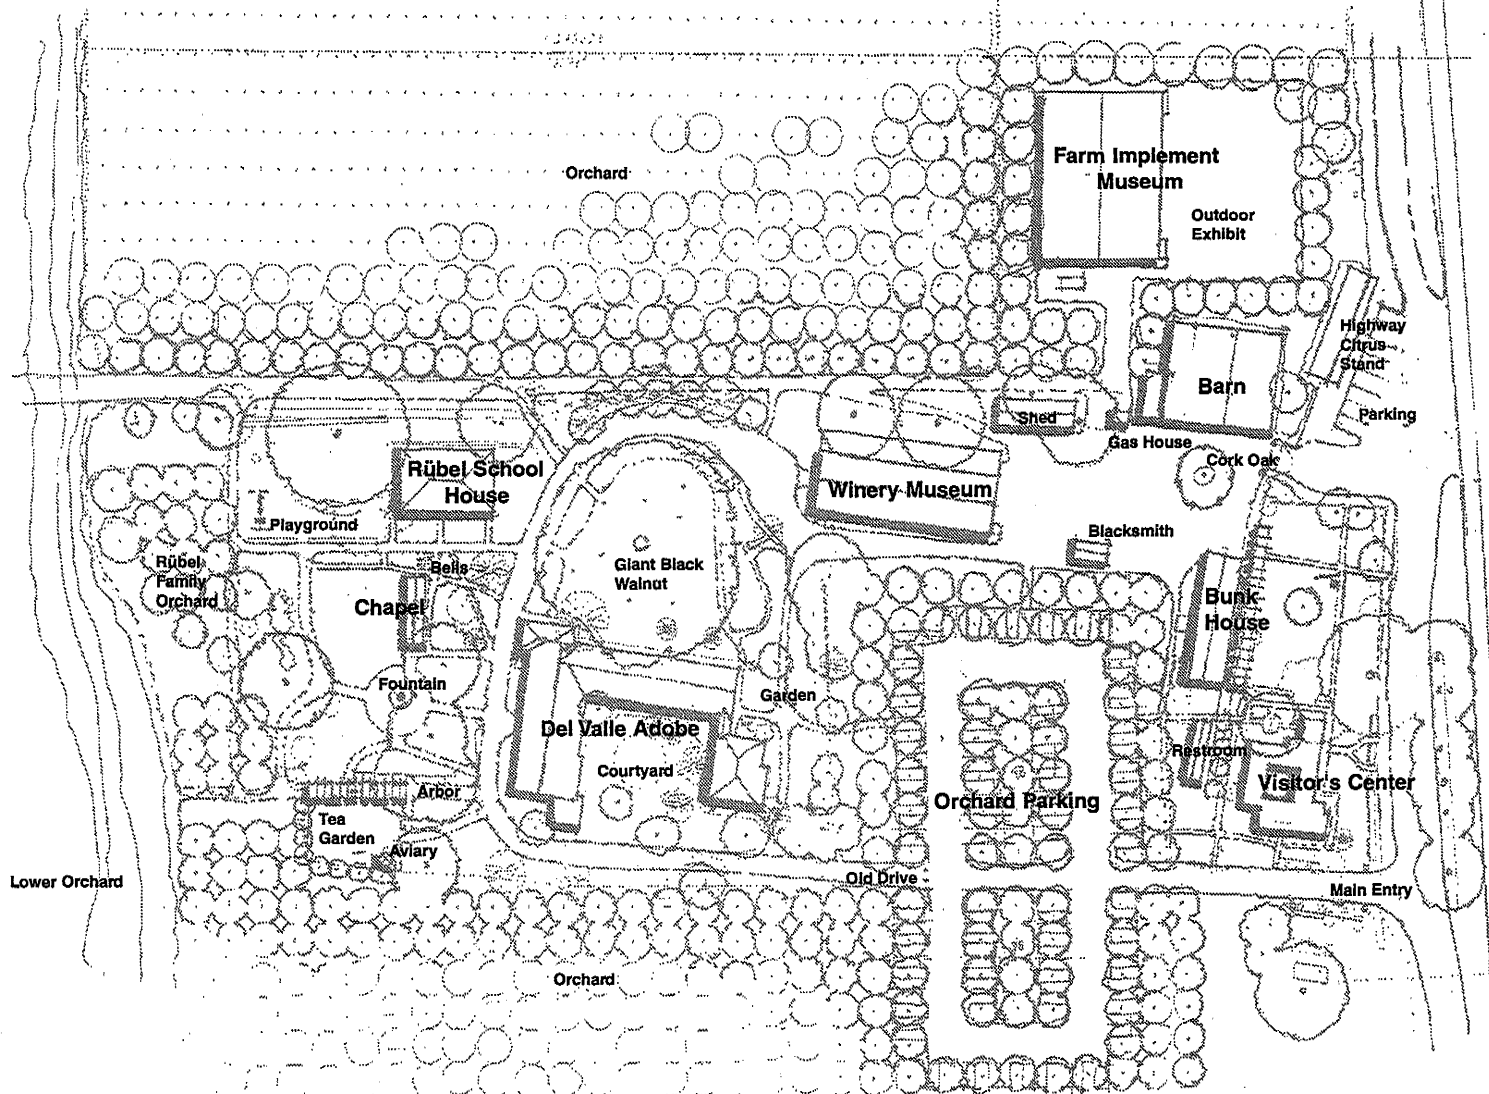 Farm Implement
Museum
Orchard
Outdoor
Exhibit
Highway
Citrus
Stand
Barn
Parking
Shed
Gas House
Cork Oak
Rübel School
House
Winery Museum
Playground
Blacksmith
Rübel
Family
Orchard
Bells
Giant Black
Walnut
Chapel
Bunk
House
Fountain
Garden
Del Valle Adobe
Restroom
Courtyard
Visitor's Center
Arbor
Orchard Parking
Tea
Garden
Aviary
Lower Orchard
Old Drive
Main Entry
Orchard